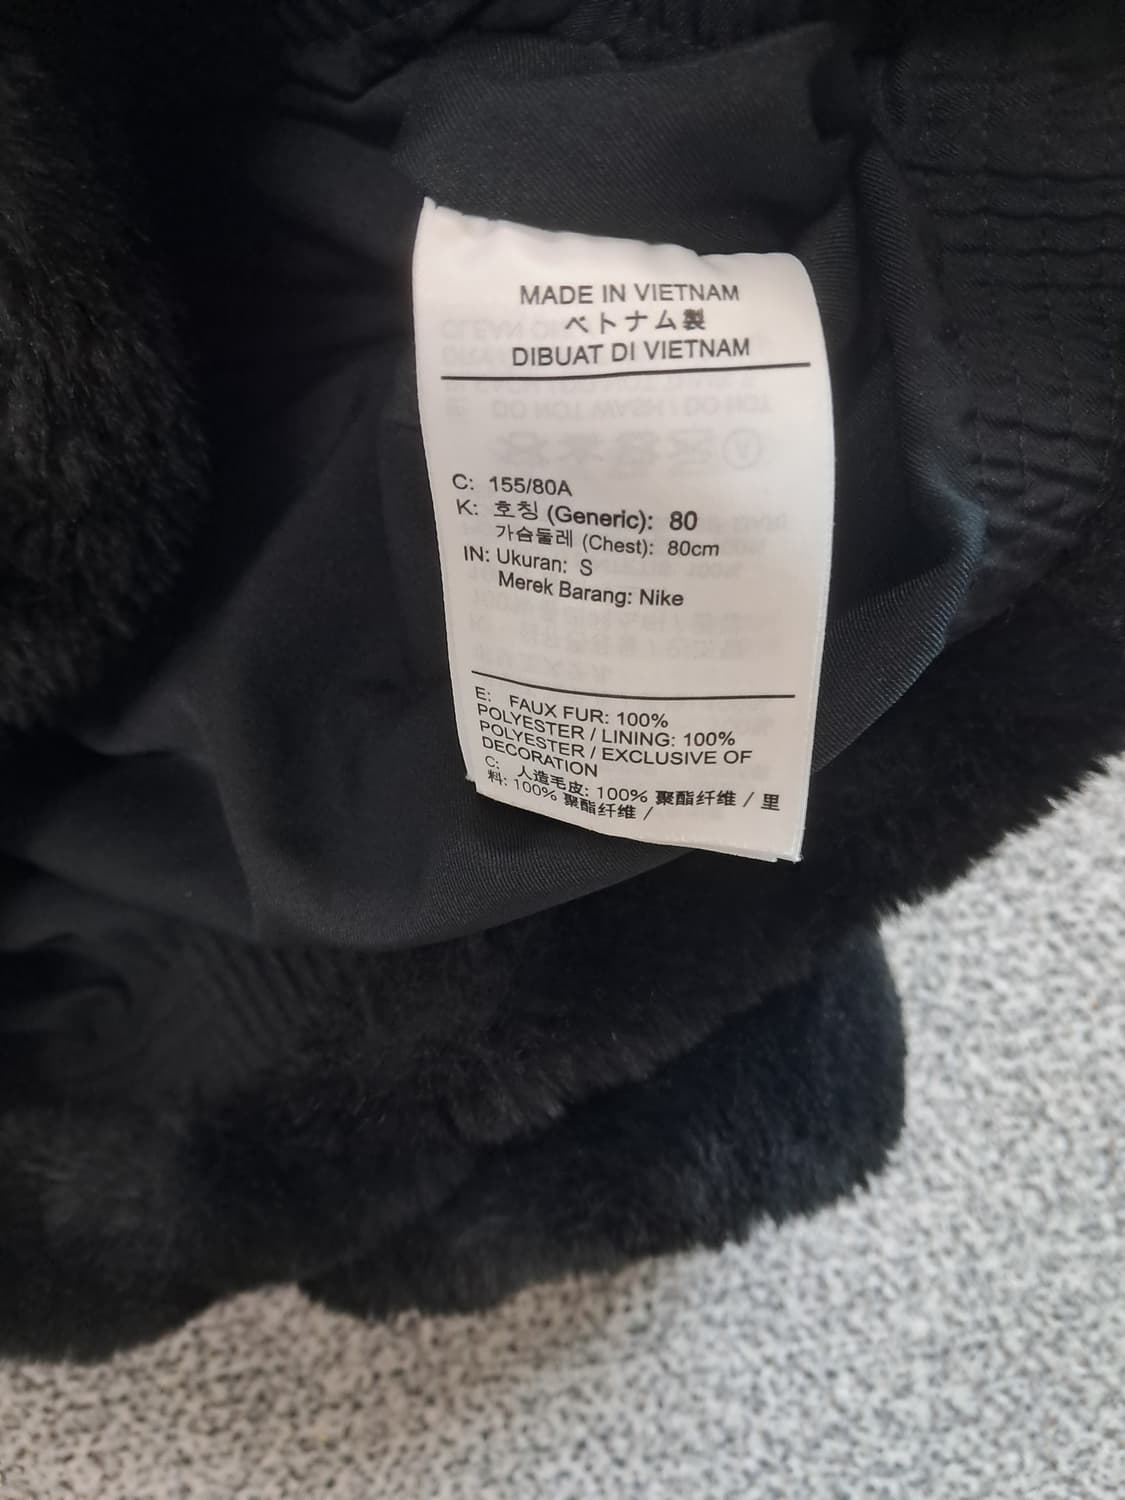 MADE IN VIETNAM
ベトナム製
DIBUAT DI VIETNAM
C: 155/80A
K: 호칭 (Generic): 80
가슴둘레 (Chest): 80cm
IN: Ukuran: S
Merek Barang: Nike
E: FAUX FUR: 100%
POLYESTER / LINING: 100%
POLYESTER / EXCLUSIVE OF
DECORATION
C: 人造毛皮: 100% 聚酯纤维 / 里
料: 100% 聚酯纤维 /